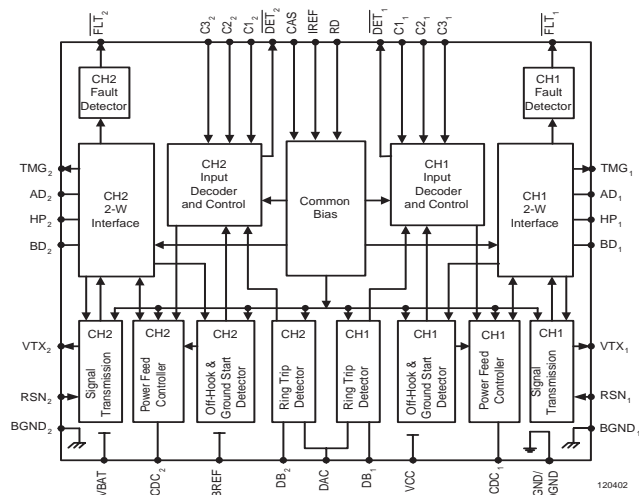 FLT2
C32
C22
C12
DET2
CAS
IREF
RD
DET1
C11
C21
C31
FLT1
CH2
Fault
Detector
CH1
Fault
Detector
TMG2
AD2
HP2
BD2
CH2
2-W
Interface
CH2
Input
Decoder
and Control
Common
Bias
CH1
Input
Decoder
and Control
CH1
2-W
Interface
TMG1
AD1
HP1
BD1
VTX2
RSN2
BGND2
CH2
Signal
Transmission
CH2
Power Feed
Controller
CH2
Off-Hook &
Ground Start
Detector
CH2
Ring Trip
Detector
CH1
Ring Trip
Detector
CH1
Off-Hook &
Ground Start
Detector
CH1
Power Feed
Controller
CH1
Signal
Transmission
VTX1
RSN1
BGND1
VBAT
CDC2
BREF
DB2
DAC
DB1
VCC
CDC1
120402